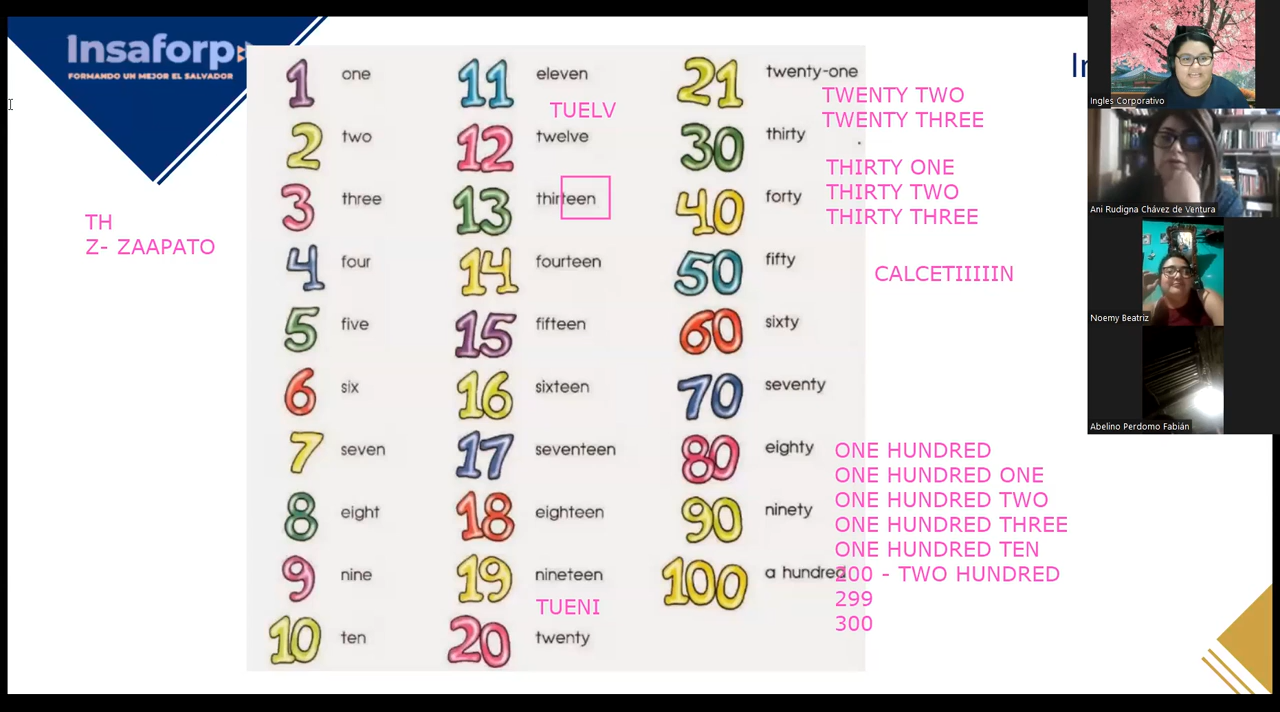 Insaforp
FORMANDO UN MEJOR EL SALVADOR
In
1 one
2 two
3 three
4 four
5 five
6 six
7 seven
8 eight
9 nine
10 ten
11 eleven
TUELV
12 twelve
13 thirteen
14 fourteen
15 fifteen
16 sixteen
17 seventeen
18 eighteen
19 nineteen
TUENI
20 twenty
21 twenty-one
30 thirty
40 forty
50 fifty
60 sixty
70 seventy
80 eighty
90 ninety
100 a hundred
TH
Z- ZAAPATO
TWENTY TWO
TWENTY THREE
THIRTY ONE
THIRTY TWO
THIRTY THREE
CALCETIIIIIN
ONE HUNDRED
ONE HUNDRED ONE
ONE HUNDRED TWO
ONE HUNDRED THREE
ONE HUNDRED TEN
200 - TWO HUNDRED
299
300
Ingles Corporativo
Ani Rudigna Chávez de Ventura
Noemy Beatriz
Abelino Perdomo Fabián